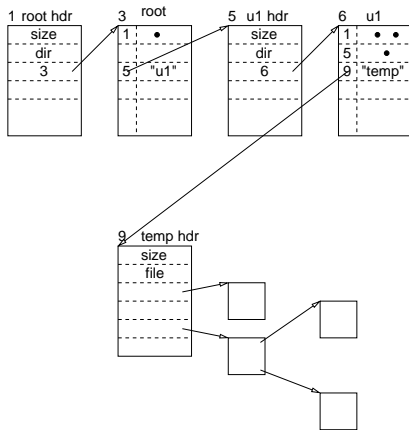 1 root hdr
size
dir
3
3 root
1 •
5 "u1"
5 u1 hdr
size
dir
6
6 u1
1 • •
5 •
9 "temp"
9 temp hdr
size
file